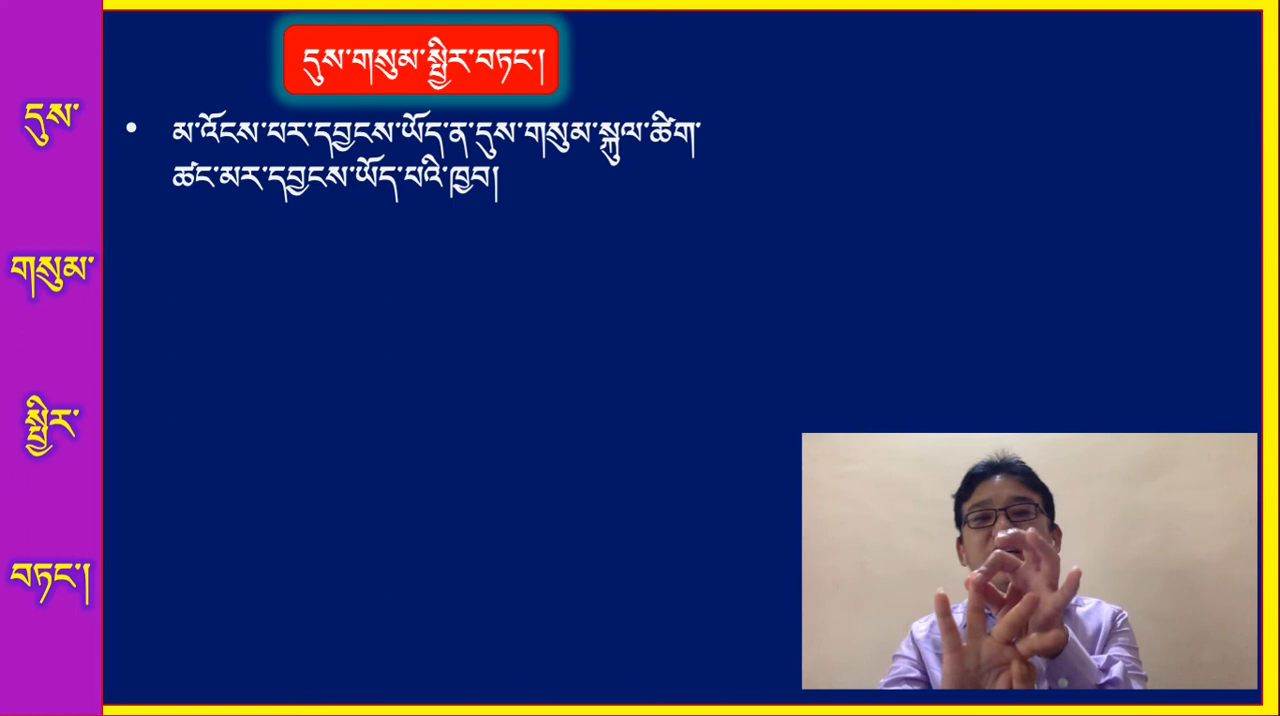 དུས་གསུམ་སྤྱིར་བཏང་།
མ་འོངས་པར་དབྱངས་ཡོད་ན་དུས་གསུམ་སྐུལ་ཚིག་
ཚང་མར་དབྱངས་ཡོད་པའི་ཁྱབ།
དུས་
གསུམ་
སྤྱིར་
བཏང་།